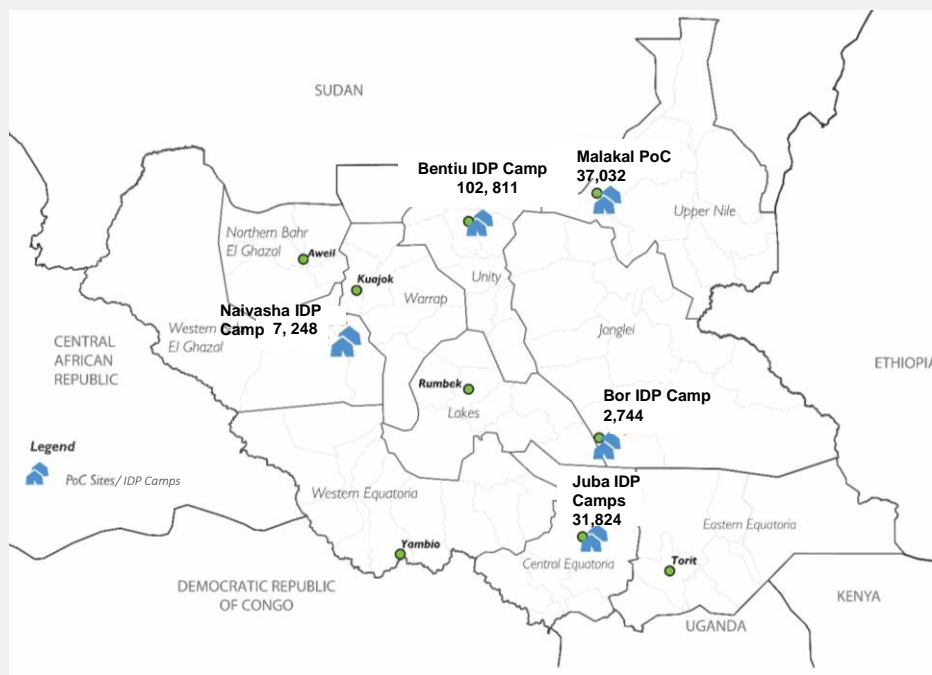 SUDAN
Bentiu IDP Camp
102, 811
Malakal PoC
37,032
Upper Nile
Northern Bahr
El Ghazal
Aweil
Kuajok
Unity
Warrap
Naivasha IDP
Camp 7, 248
Western
El Ghazal
Jonglei
CENTRAL
AFRICAN
REPUBLIC
ETHIOPIA
Rumbek
Lakes
Bor IDP Camp
2,744
Legend
PoC Sites/ IDP Camps
Juba IDP
Camps
31,824
Western Equatoria
Eastern Equatoria
Yambio
Central Equatoria
Torit
DEMOCRATIC REPUBLIC
OF CONGO
KENYA
UGANDA